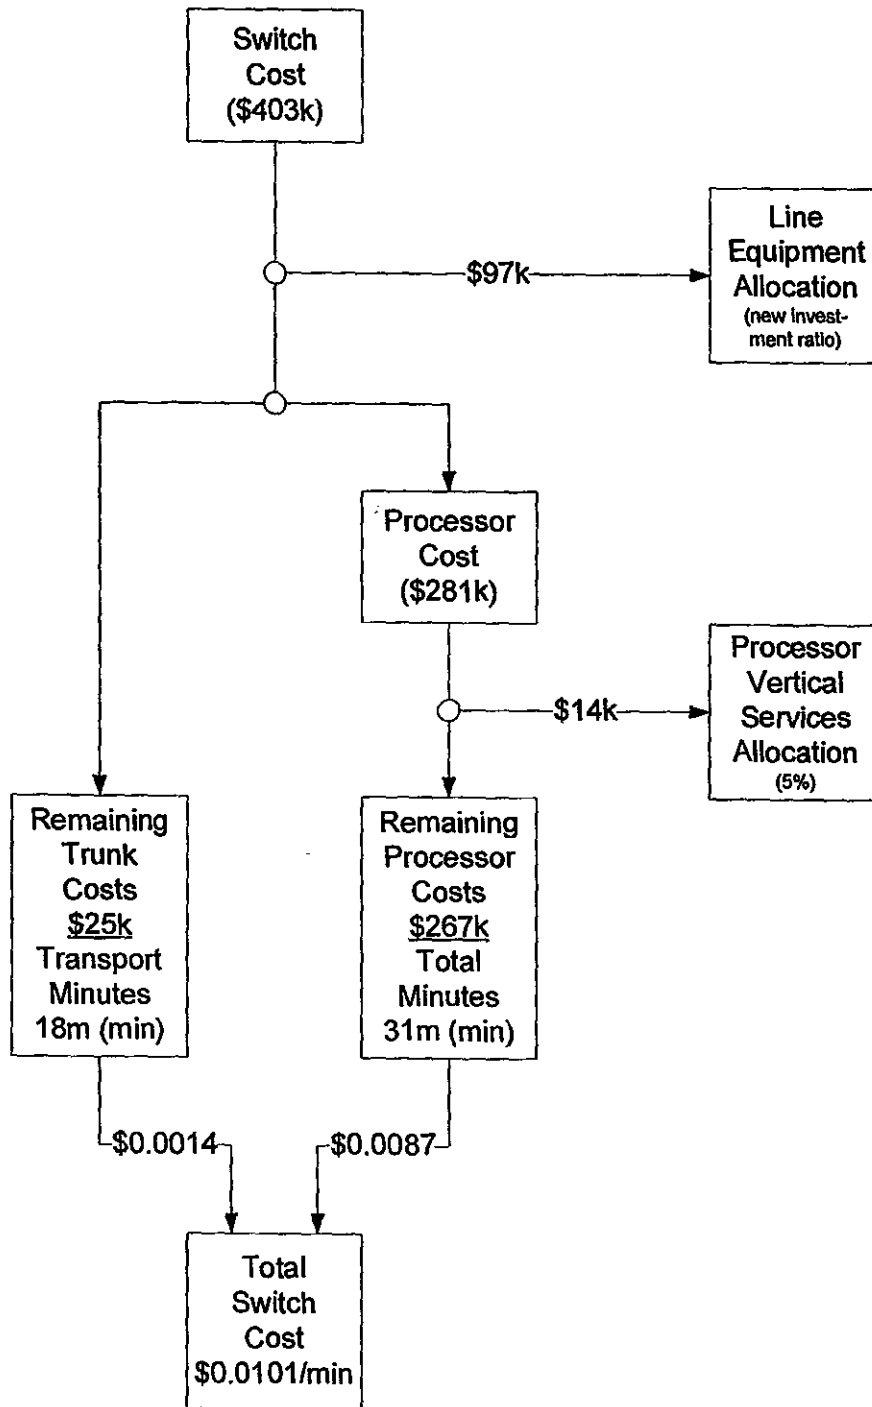 Switch
Cost
($403k)
$97k
Line
Equipment
Allocation
(new invest-
ment ratio)
Processor
Cost
($281k)
$14k
Processor
Vertical
Services
Allocation
(5%)
Remaining
Trunk
Costs
$25k
Transport
Minutes
18m (min)
Remaining
Processor
Costs
$267k
Total
Minutes
31m (min)
$0.0014
$0.0087
Total
Switch
Cost
$0.0101/min